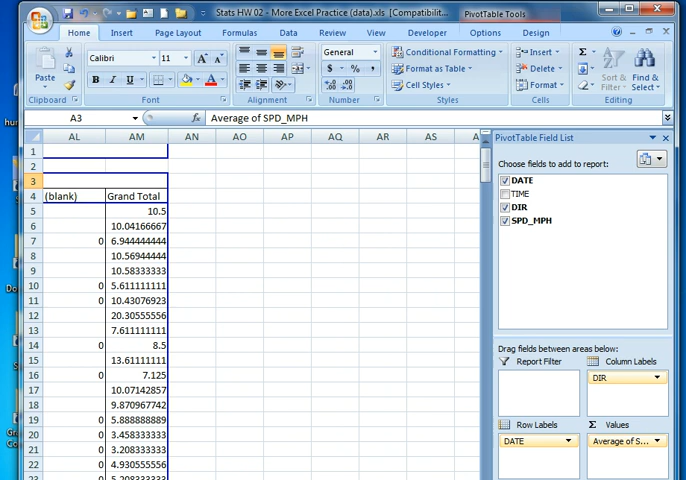 Stats HW 02 - More Excel Practice (data).xls [Compatibilit...
PivotTable Tools
Home Insert Page Layout Formulas Data Review View Developer Options Design
Paste
Clipboard
Calibri 11 A A
B I U
Font
Alignment
General
$ % ,
Number
Conditional Formatting
Format as Table
Cell Styles
Styles
Insert
Delete
Format
Cells
Sort & Filter
Find & Select
Editing
A3 fx Average of SPD_MPH
AL AM AN AO AP AQ AR AS
1
2
3
4 (blank) Grand Total
5 10.5
6 10.04166667
7 0 6.944444444
8 10.56944444
9 10.58333333
10 0 5.611111111
11 0 10.43076923
12 20.30555556
13 7.611111111
14 0 8.5
15 13.61111111
16 0 7.125
17 10.07142857
18 9.870967742
19 0 5.888888889
20 0 3.458333333
21 0 3.208333333
22 0 4.930555556
23 0 5.208333333
PivotTable Field List
Choose fields to add to report:
DATE
TIME
DIR
SPD_MPH
Drag fields between areas below:
Report Filter Column Labels
DIR
Row Labels Σ Values
DATE Average of S...